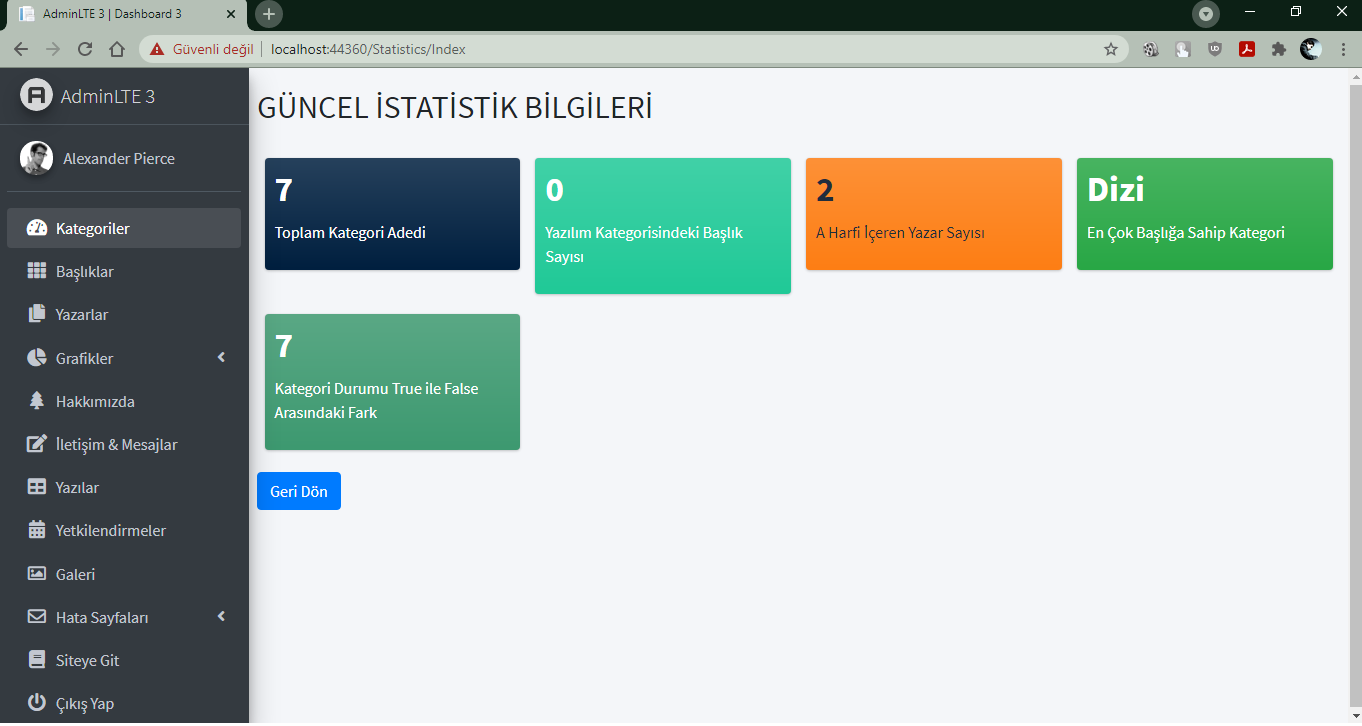 AdminLTE 3 | Dashboard 3
Güvenli değil
localhost:44360/Statistics/Index
AdminLTE 3
Alexander Pierce
Kategoriler
Başlıklar
Yazarlar
Grafikler
Hakkımızda
İletişim & Mesajlar
Yazılar
Yetkilendirmeler
Galeri
Hata Sayfaları
Siteye Git
Çıkış Yap
GÜNCEL İSTATİSTİK BİLGİLERİ
7
Toplam Kategori Adedi
0
Yazılım Kategorisindeki Başlık
Sayısı
2
A Harfi İçeren Yazar Sayısı
Dizi
En Çok Başlığa Sahip Kategori
7
Kategori Durumu True ile False
Arasındaki Fark
Geri Dön